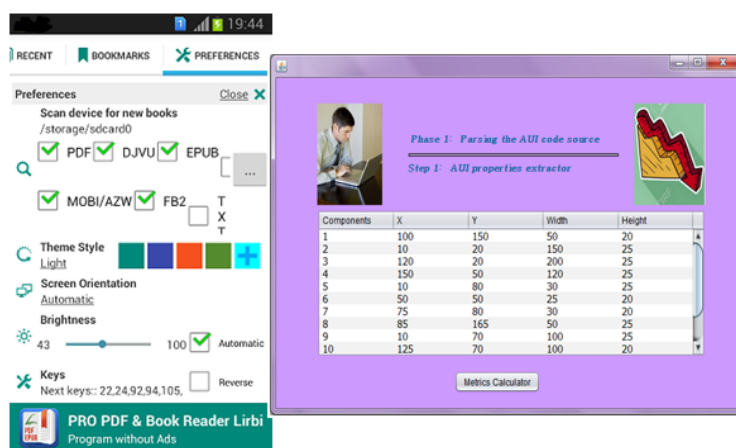 19:44
RECENT BOOKMARKS PREFERENCES
Preferences Close
Scan device for new books
/storage/sdcard0
PDF DJVU EPUB
...
MOBI/AZW FB2 T
X
T
Theme Style
Light
Screen Orientation
Automatic
Brightness
43 100 Automatic
Keys
Next keys:: 22,24,92,94,105, Reverse
PDF
EPUB
PRO PDF & Book Reader Lirbi
Program without Ads
Phase 1: Parsing the AUI code source
Step 1: AUI properties extractor
Components X Y Width Height
1 100 150 50 20
2 10 20 150 25
3 120 20 200 25
4 150 50 120 25
5 10 80 30 25
6 50 50 25 20
7 75 80 30 20
8 85 165 50 25
9 10 70 100 25
10 125 70 100 20
Metrics Calculator